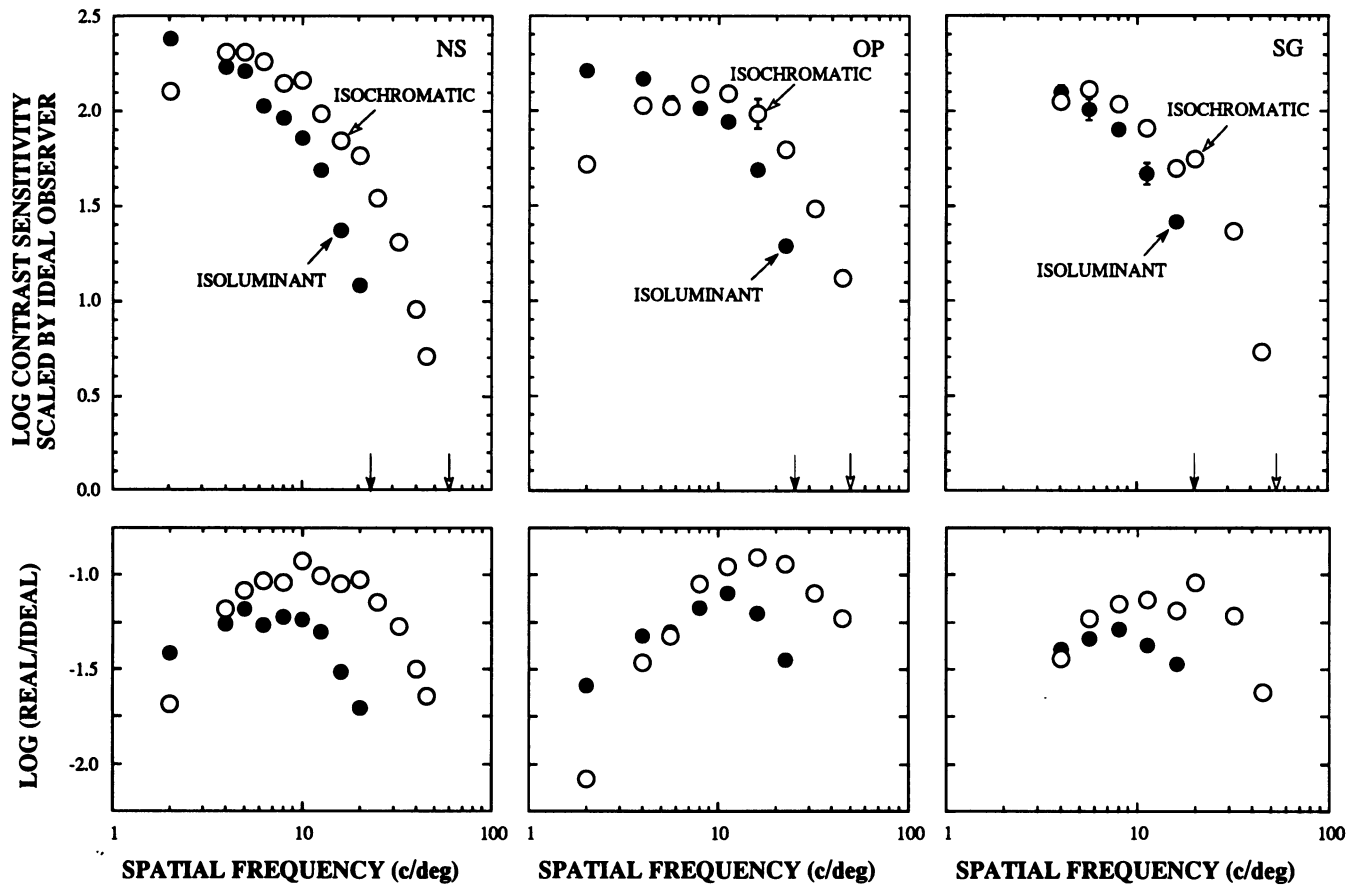 LOG CONTRAST SENSITIVITY
SCALED BY IDEAL OBSERVER
2.5
2.0
1.5
1.0
0.5
0.0
NS
ISOCHROMATIC
ISOLUMINANT
OP
ISOCHROMATIC
ISOLUMINANT
SG
ISOCHROMATIC
ISOLUMINANT
LOG (REAL/IDEAL)
-1.0
-1.5
-2.0
1 10 100
1 10 100
1 10 100
SPATIAL FREQUENCY (c/deg)
SPATIAL FREQUENCY (c/deg)
SPATIAL FREQUENCY (c/deg)